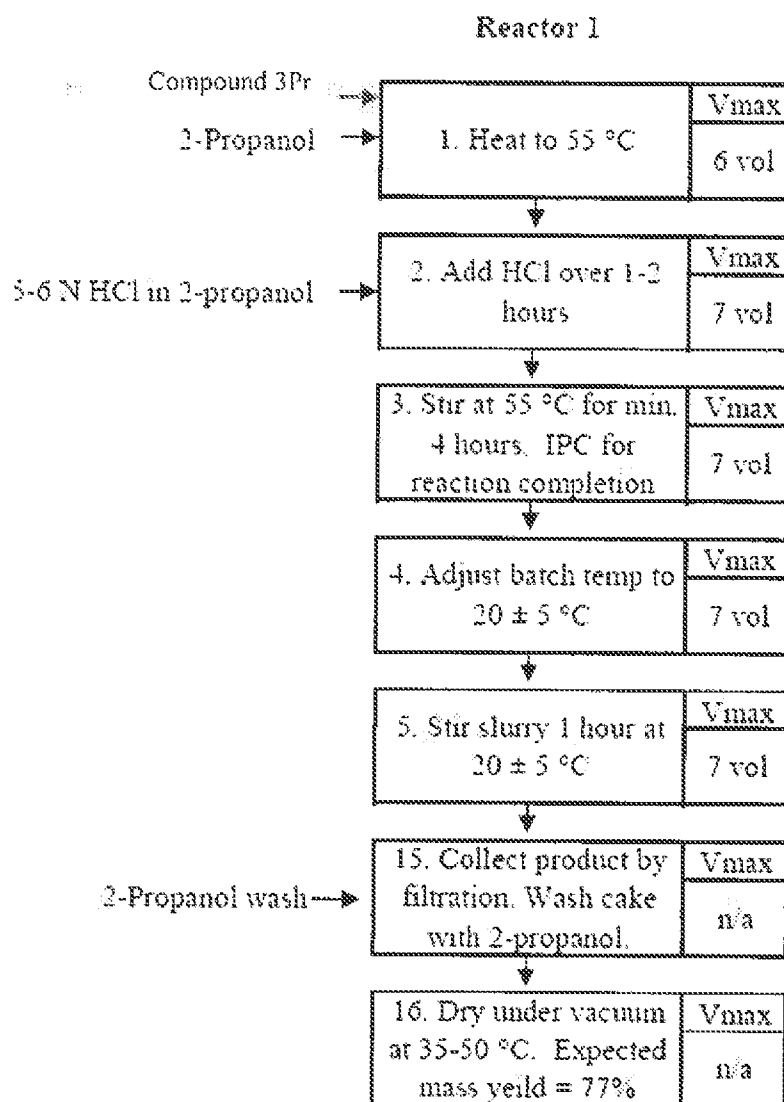 Reactor 1
Compound 3Pr
2-Propanol
1. Heat to 55 °C
Vmax
6 vol
5-6 N HCl in 2-propanol
2. Add HCl over 1-2
hours
Vmax
7 vol
3. Stir at 55 °C for min.
4 hours. IPC for
reaction completion
Vmax
7 vol
4. Adjust batch temp to
20 ± 5 °C
Vmax
7 vol
5. Stir slurry 1 hour at
20 ± 5 °C
Vmax
7 vol
2-Propanol wash
15. Collect product by
filtration. Wash cake
with 2-propanol.
Vmax
n/a
16. Dry under vacuum
at 35-50 °C. Expected
mass yeild = 77%
Vmax
n/a